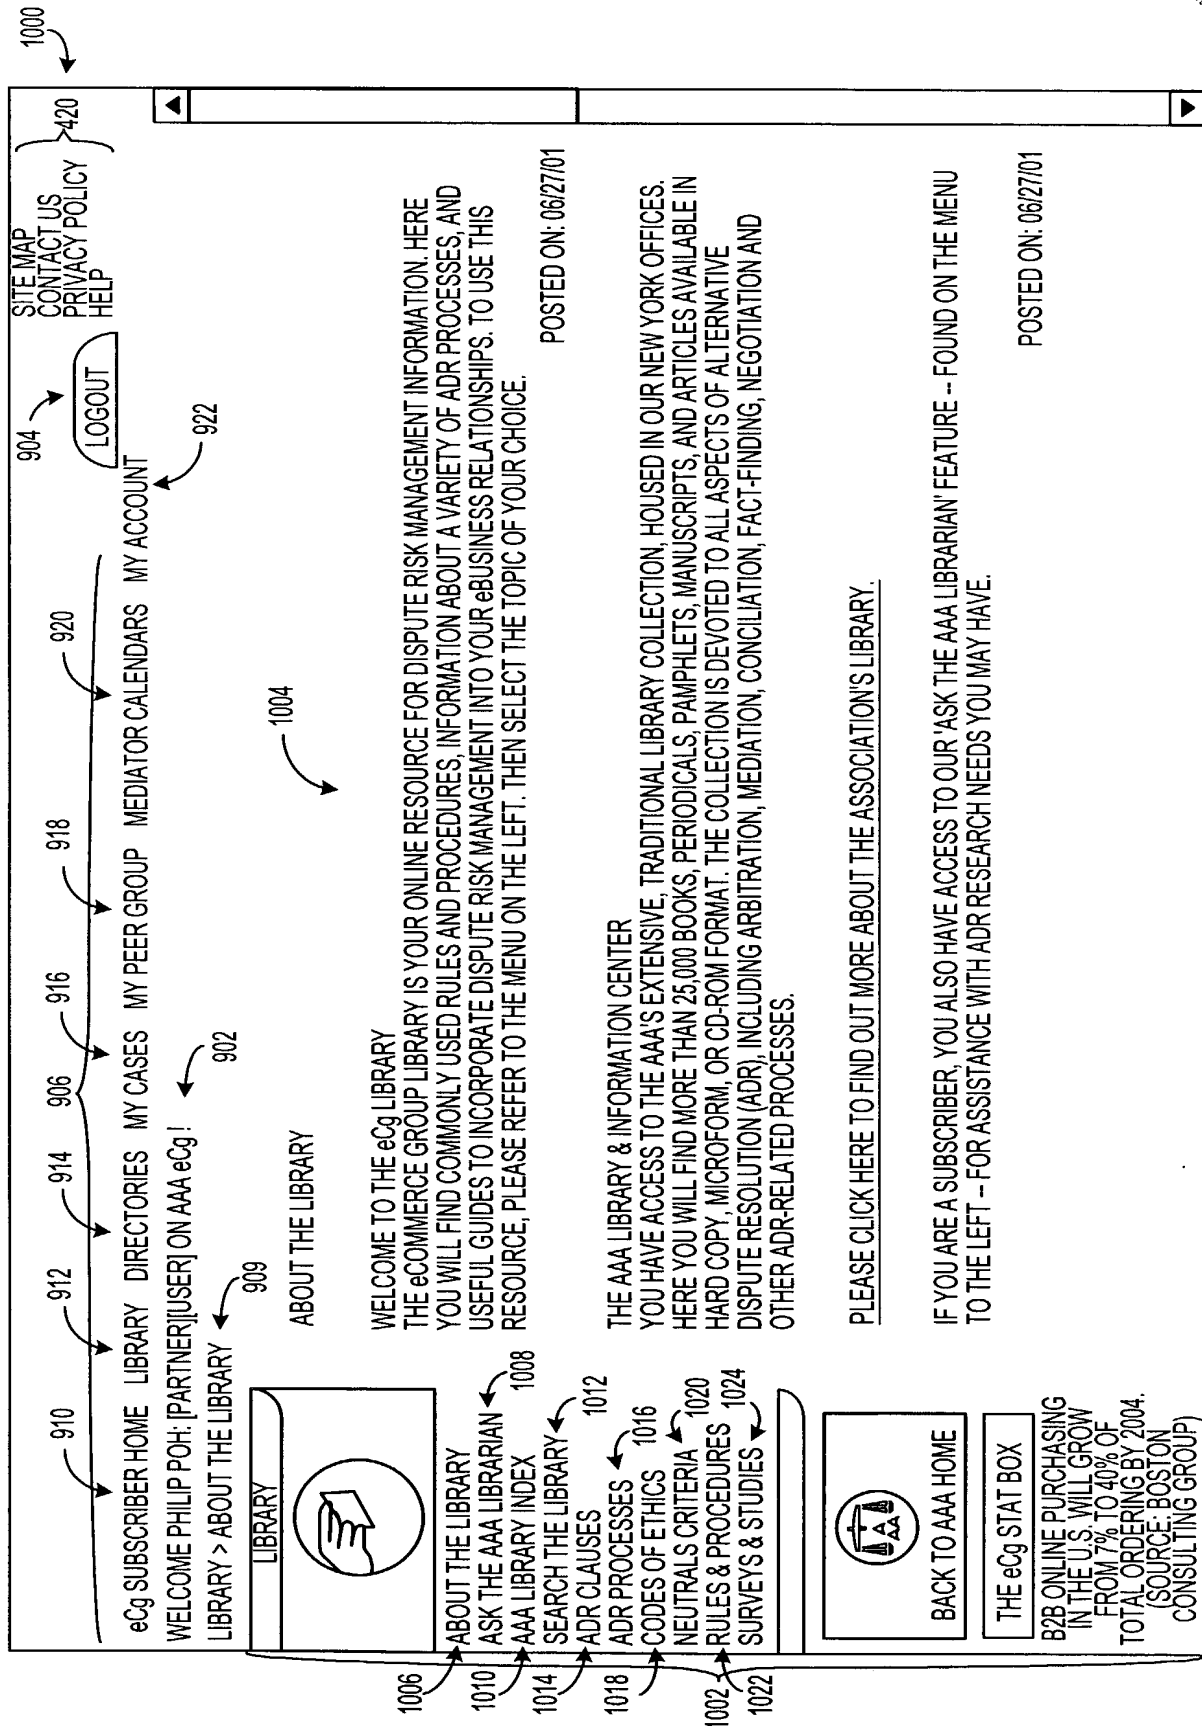 1000
SITE MAP
CONTACT US
PRIVACY POLICY
HELP
420
904
LOGOUT
906
910
912
914
916
918
920
922
eCg SUBSCRIBER HOME LIBRARY DIRECTORIES MY CASES MY PEER GROUP MEDIATOR CALENDARS MY ACCOUNT
WELCOME PHILIP POH: [PARTNER][USER] ON AAA eCg !
902
LIBRARY > ABOUT THE LIBRARY
909
LIBRARY
1006
ABOUT THE LIBRARY
ASK THE AAA LIBRARIAN
1008
1010
AAA LIBRARY INDEX
SEARCH THE LIBRARY
1012
1014
ADR CLAUSES
ADR PROCESSES
1016
1018
CODES OF ETHICS
NEUTRALS CRITERIA
1020
1002
RULES & PROCEDURES
1022
SURVEYS & STUDIES
1024
AAA
BACK TO AAA HOME
THE eCg STAT BOX
B2B ONLINE PURCHASING
IN THE U.S. WILL GROW
FROM 7% TO 40% OF
TOTAL ORDERING BY 2004.
(SOURCE: BOSTON
CONSULTING GROUP)
1004
ABOUT THE LIBRARY
WELCOME TO THE eCg LIBRARY
THE eCOMMERCE GROUP LIBRARY IS YOUR ONLINE RESOURCE FOR DISPUTE RISK MANAGEMENT INFORMATION. HERE
YOU WILL FIND COMMONLY USED RULES AND PROCEDURES, INFORMATION ABOUT A VARIETY OF ADR PROCESSES, AND
USEFUL GUIDES TO INCORPORATE DISPUTE RISK MANAGEMENT INTO YOUR eBUSINESS RELATIONSHIPS. TO USE THIS
RESOURCE, PLEASE REFER TO THE MENU ON THE LEFT. THEN SELECT THE TOPIC OF YOUR CHOICE.
POSTED ON: 06/27/01
THE AAA LIBRARY & INFORMATION CENTER
YOU HAVE ACCESS TO THE AAA'S EXTENSIVE, TRADITIONAL LIBRARY COLLECTION, HOUSED IN OUR NEW YORK OFFICES.
HERE YOU WILL FIND MORE THAN 25,000 BOOKS, PERIODICALS, PAMPHLETS, MANUSCRIPTS, AND ARTICLES AVAILABLE IN
HARD COPY, MICROFORM, OR CD-ROM FORMAT. THE COLLECTION IS DEVOTED TO ALL ASPECTS OF ALTERNATIVE
DISPUTE RESOLUTION (ADR), INCLUDING ARBITRATION, MEDIATION, CONCILIATION, FACT-FINDING, NEGOTIATION AND
OTHER ADR-RELATED PROCESSES.
PLEASE CLICK HERE TO FIND OUT MORE ABOUT THE ASSOCIATION'S LIBRARY.
IF YOU ARE A SUBSCRIBER, YOU ALSO HAVE ACCESS TO OUR 'ASK THE AAA LIBRARIAN' FEATURE -- FOUND ON THE MENU
TO THE LEFT -- FOR ASSISTANCE WITH ADR RESEARCH NEEDS YOU MAY HAVE.
POSTED ON: 06/27/01